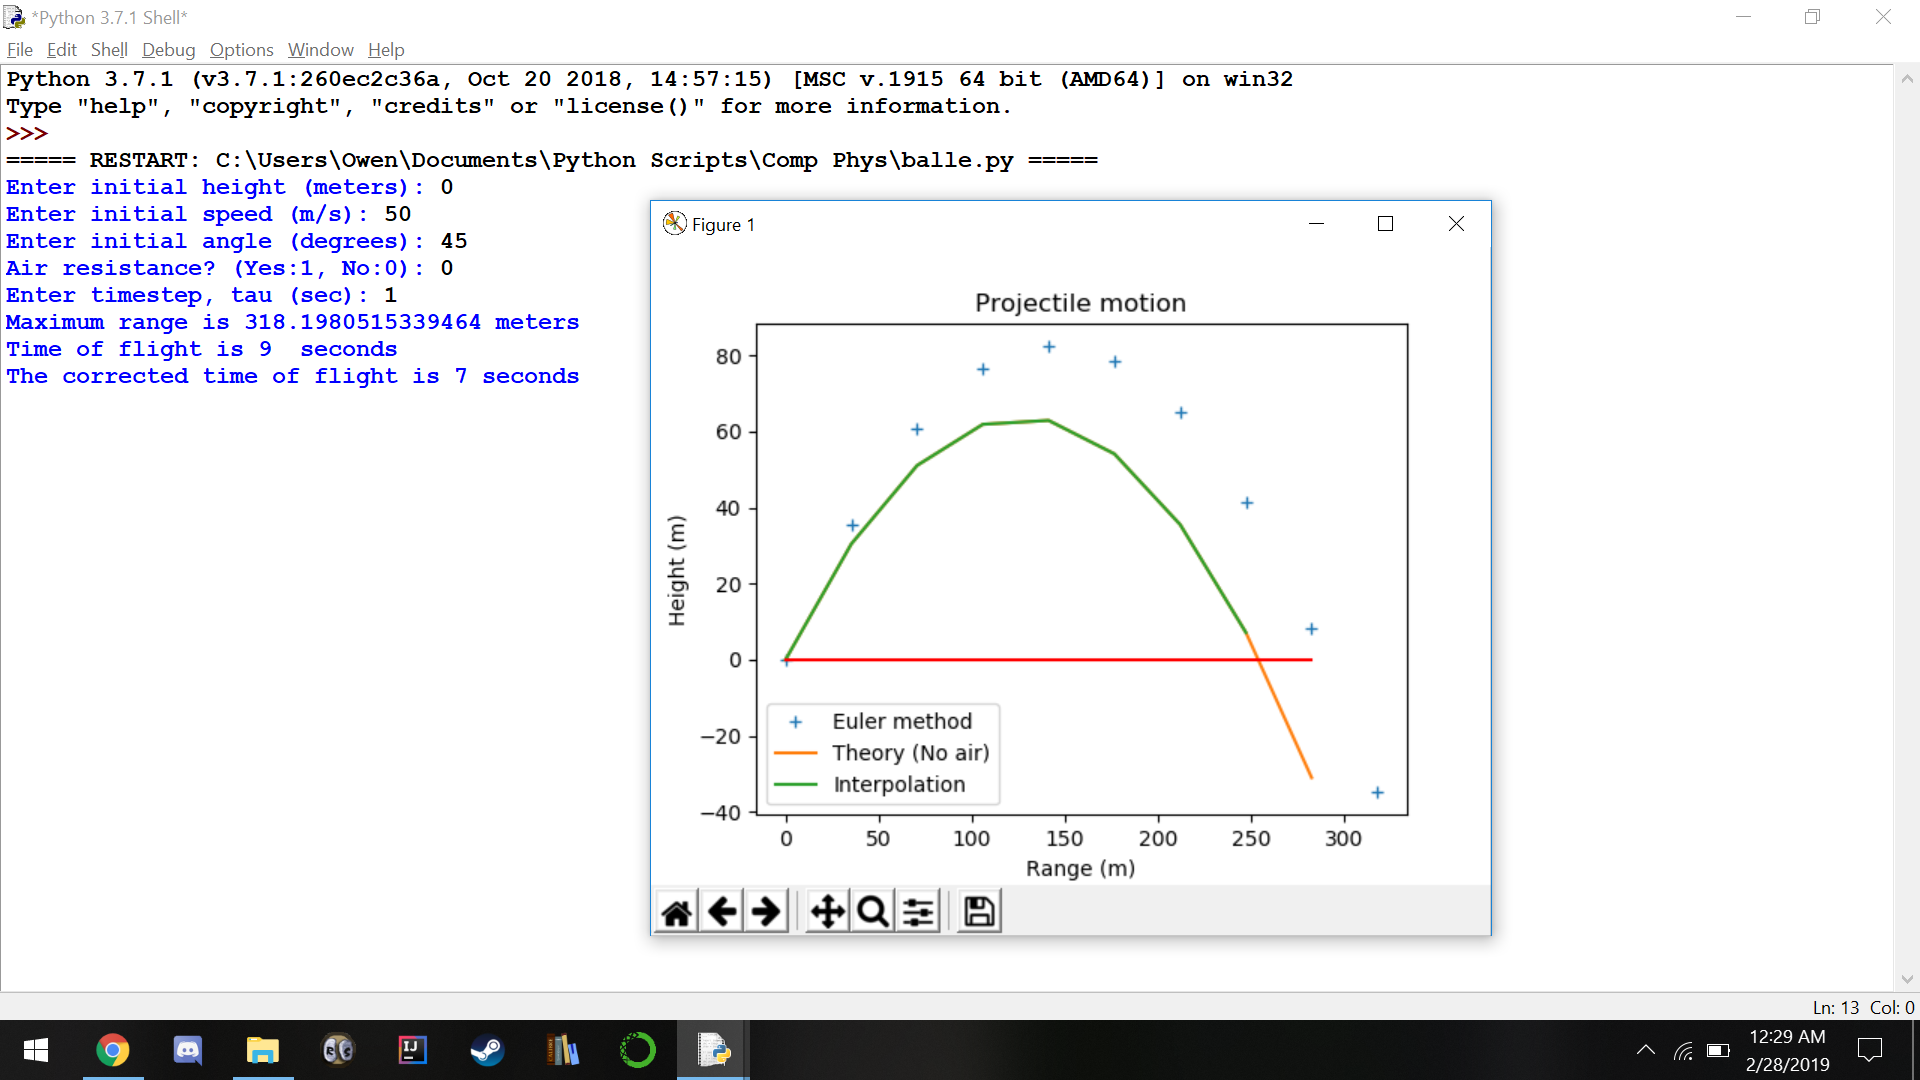 *Python 3.7.1 Shell*
File Edit Shell Debug Options Window Help
Python 3.7.1 (v3.7.1:260ec2c36a, Oct 20 2018, 14:57:15) [MSC v.1915 64 bit (AMD64)] on win32
Type "help", "copyright", "credits" or "license()" for more information.
>>>
===== RESTART: C:\Users\Owen\Documents\Python Scripts\Comp Phys\balle.py =====
Enter initial height (meters): 0
Enter initial speed (m/s): 50
Enter initial angle (degrees): 45
Air resistance? (Yes:1, No:0): 0
Enter timestep, tau (sec): 1
Maximum range is 318.1980515339464 meters
Time of flight is 9  seconds
The corrected time of flight is 7 seconds
Figure 1
Projectile motion
80
60
40
20
0
−20
−40
Height (m)
Euler method
Theory (No air)
Interpolation
0 50 100 150 200 250 300
Range (m)
Ln: 13 Col: 0
IJ
12:29 AM
2/28/2019